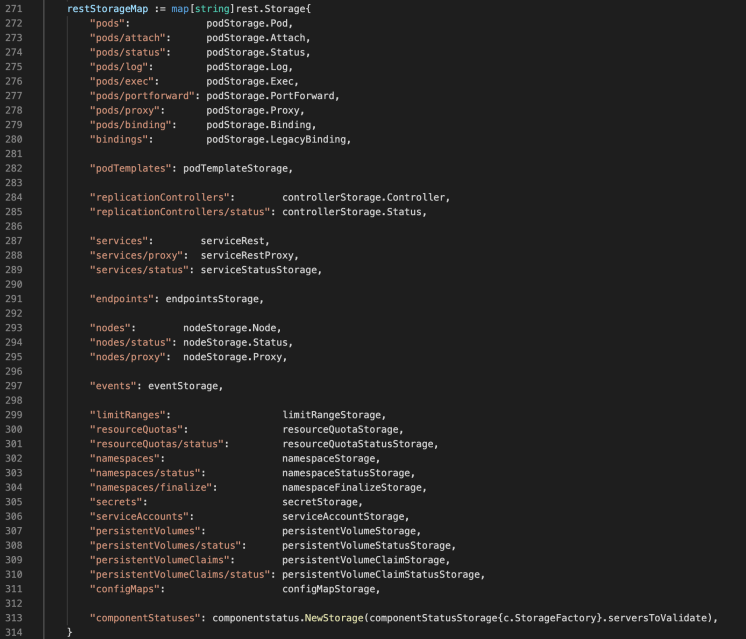 271 restStorageMap := map[string]rest.Storage{
272 "pods": podStorage.Pod,
273 "pods/attach": podStorage.Attach,
274 "pods/status": podStorage.Status,
275 "pods/log": podStorage.Log,
276 "pods/exec": podStorage.Exec,
277 "pods/portforward": podStorage.PortForward,
278 "pods/proxy": podStorage.Proxy,
279 "pods/binding": podStorage.Binding,
280 "bindings": podStorage.LegacyBinding,
281
282 "podTemplates": podTemplateStorage,
283
284 "replicationControllers": controllerStorage.Controller,
285 "replicationControllers/status": controllerStorage.Status,
286
287 "services": serviceRest,
288 "services/proxy": serviceRestProxy,
289 "services/status": serviceStatusStorage,
290
291 "endpoints": endpointsStorage,
292
293 "nodes": nodeStorage.Node,
294 "nodes/status": nodeStorage.Status,
295 "nodes/proxy": nodeStorage.Proxy,
296
297 "events": eventStorage,
298
299 "limitRanges": limitRangeStorage,
300 "resourceQuotas": resourceQuotaStorage,
301 "resourceQuotas/status": resourceQuotaStatusStorage,
302 "namespaces": namespaceStorage,
303 "namespaces/status": namespaceStatusStorage,
304 "namespaces/finalize": namespaceFinalizeStorage,
305 "secrets": secretStorage,
306 "serviceAccounts": serviceAccountStorage,
307 "persistentVolumes": persistentVolumeStorage,
308 "persistentVolumes/status": persistentVolumeStatusStorage,
309 "persistentVolumeClaims": persistentVolumeClaimStorage,
310 "persistentVolumeClaims/status": persistentVolumeClaimStatusStorage,
311 "configMaps": configMapStorage,
312
313 "componentStatuses": componentstatus.NewStorage(componentStatusStorage{c.StorageFactory}.serversToValidate),
314 }